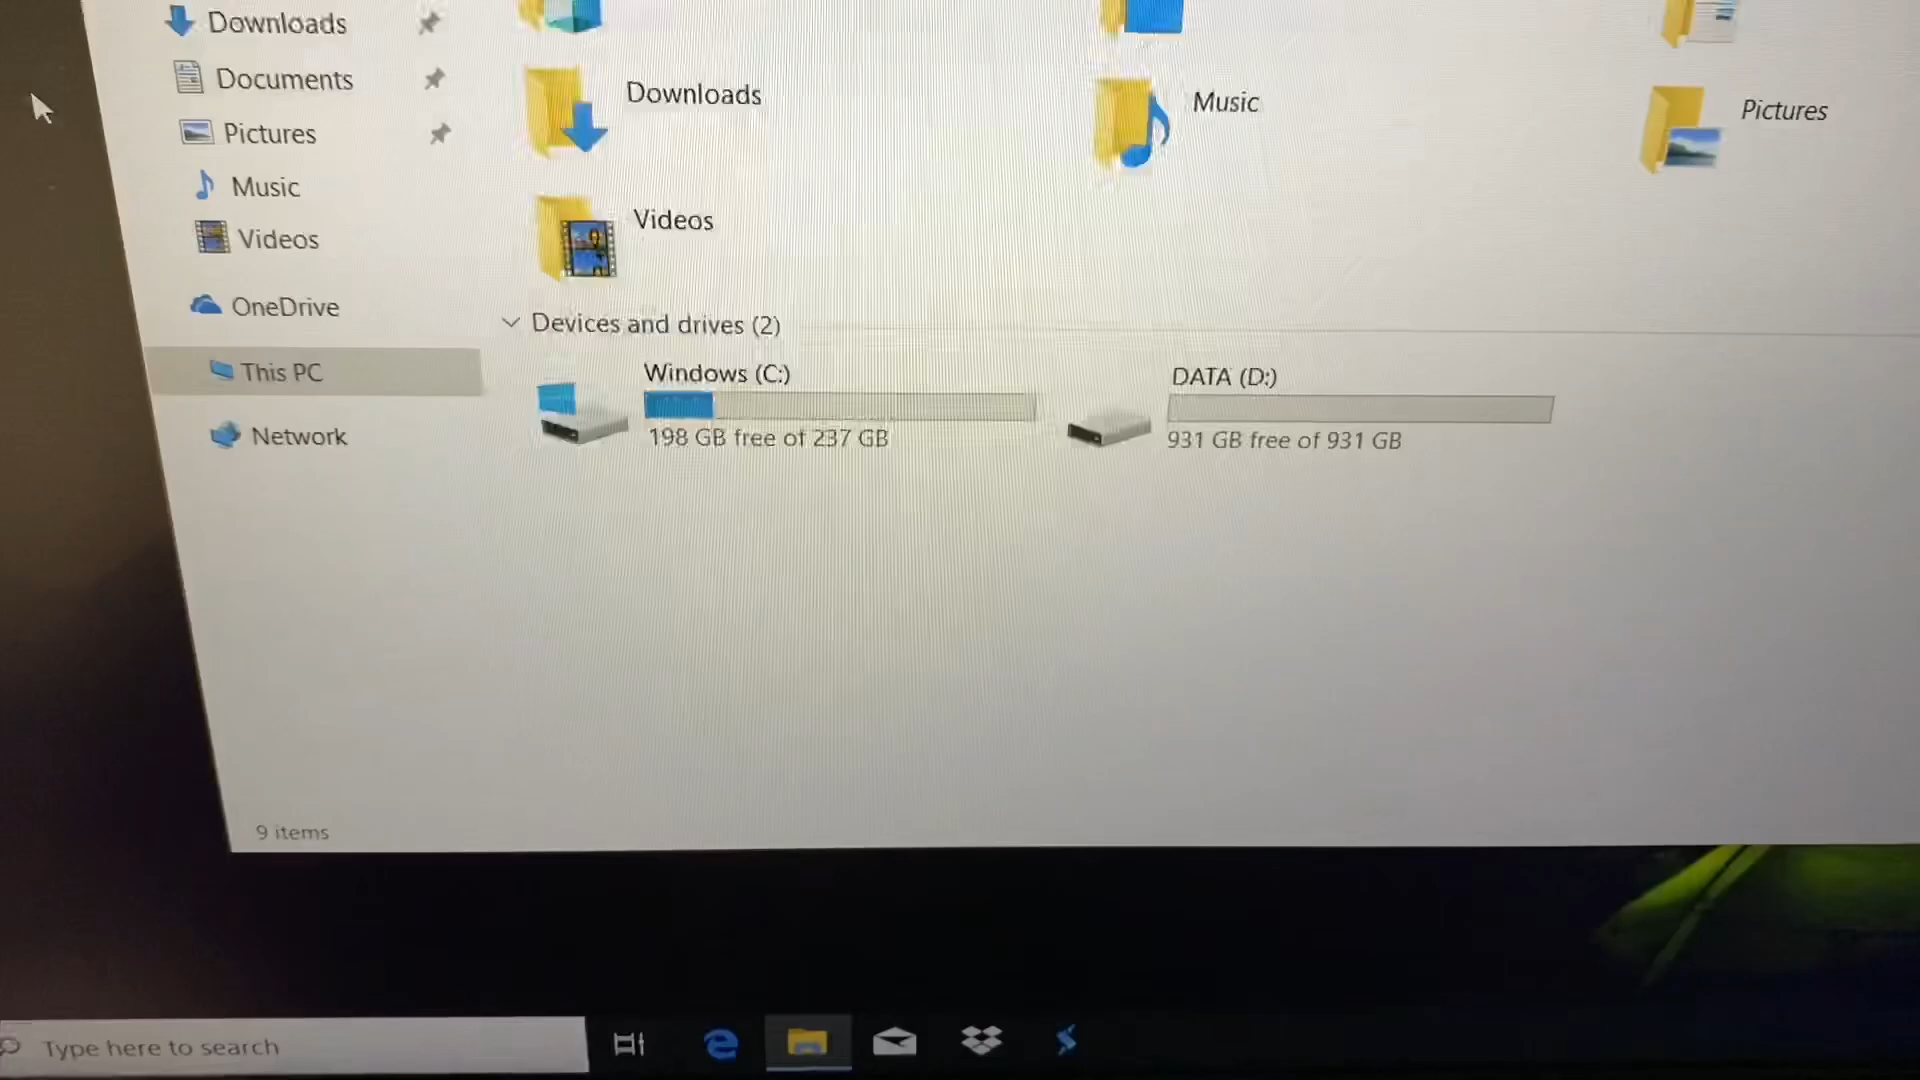 Downloads
Documents
Pictures
Music
Videos
OneDrive
This PC
Network
Downloads
Music
Pictures
Videos
Devices and drives (2)
Windows (C:)
198 GB free of 237 GB
DATA (D:)
931 GB free of 931 GB
9 items
Type here to search